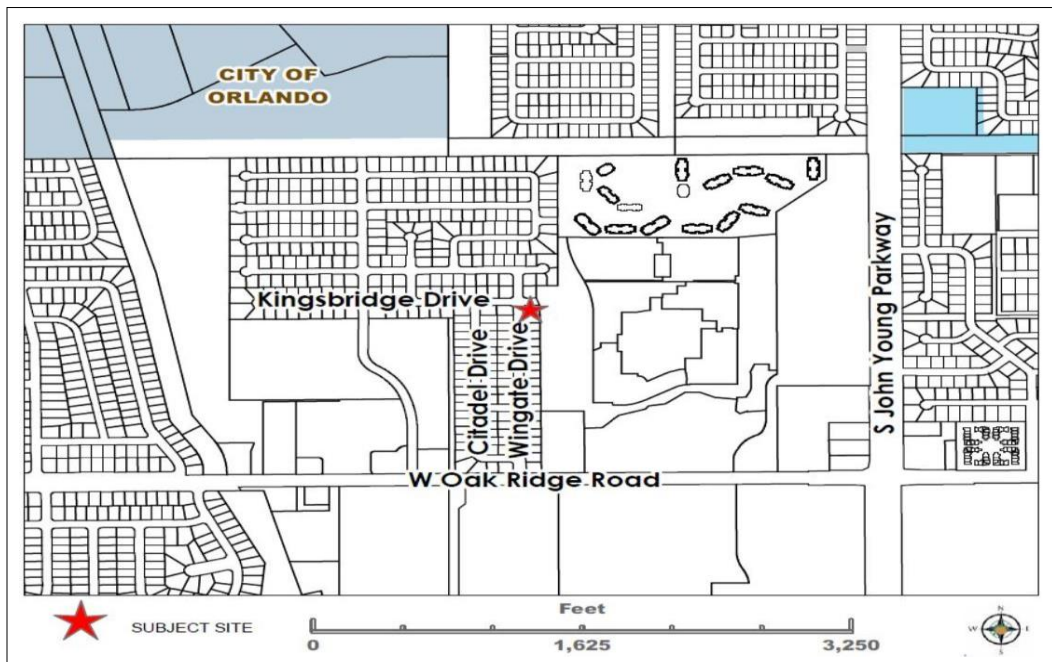 CITY OF
ORLANDO
Kingsbridge Drive
Citadel Drive
Wingate Drive
S John Young Parkway
W Oak Ridge Road
SUBJECT SITE
Feet
0
1,625
3,250
N
W
E
S